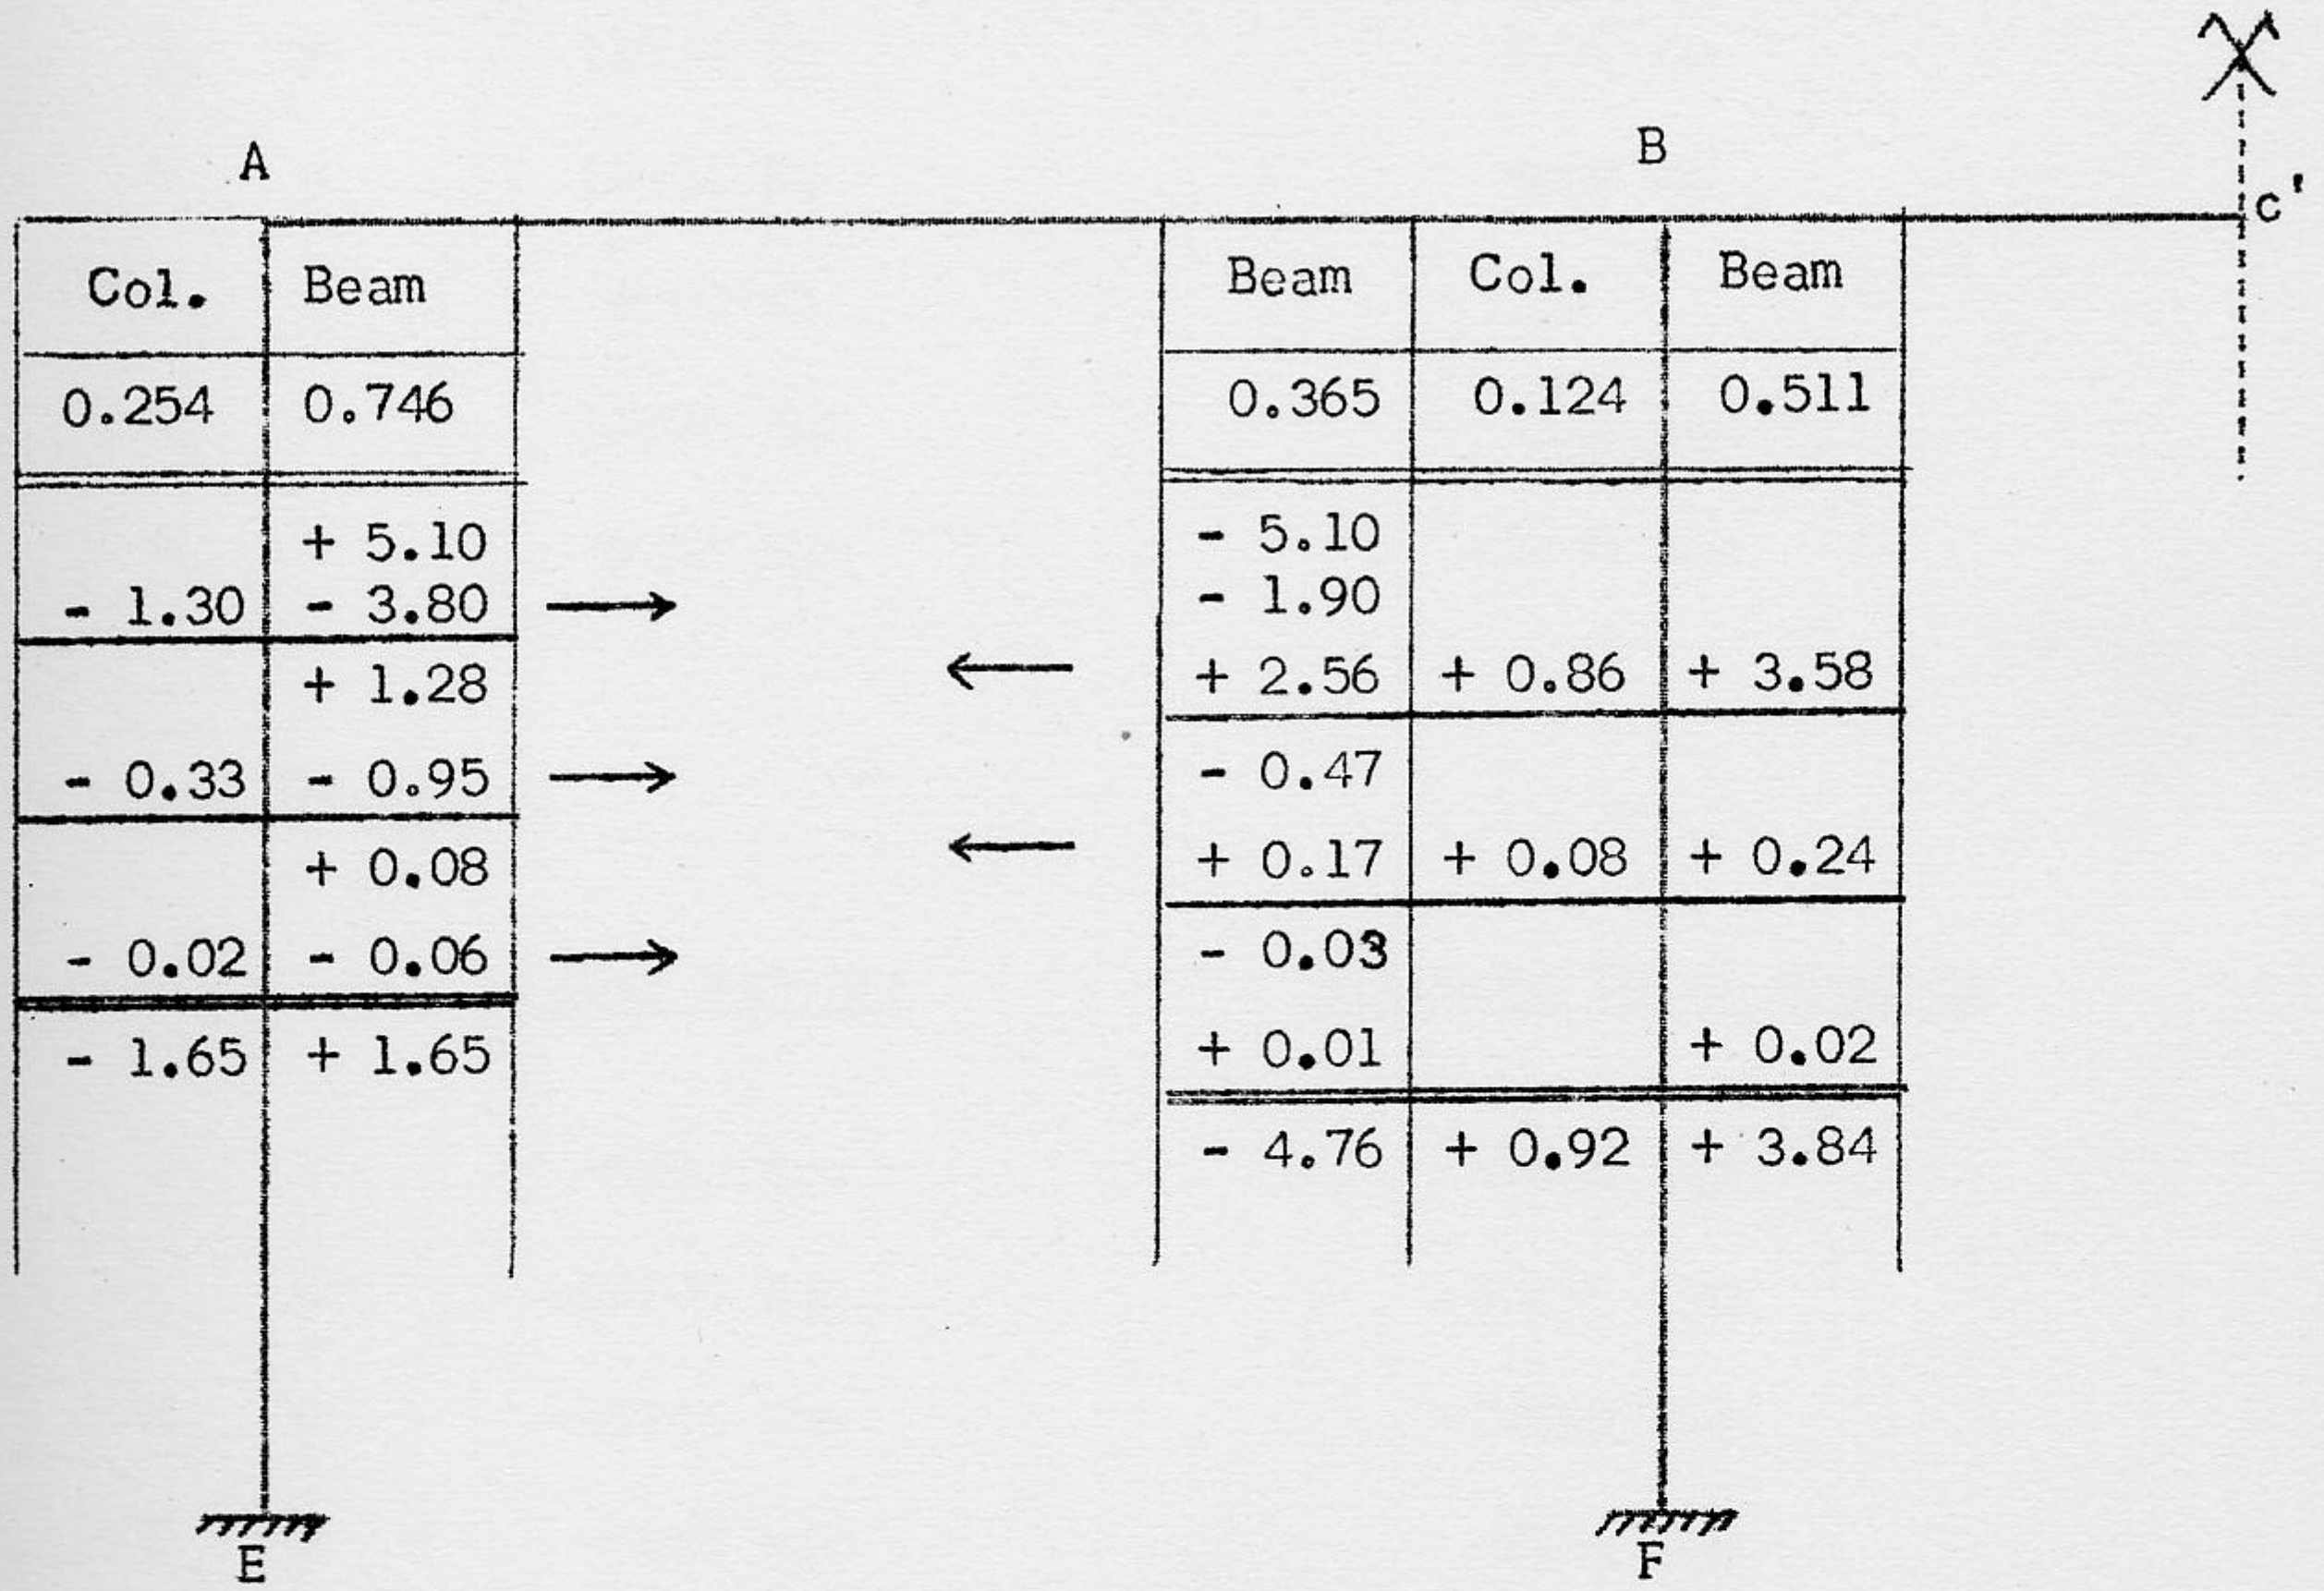 A B
c'
Col. Beam Beam Col. Beam
0.254 0.746 0.365 0.124 0.511
+ 5.10 - 5.10
- 1.30 - 3.80 - 1.90
+ 1.28 + 2.56 + 0.86 + 3.58
- 0.33 - 0.95 - 0.47
+ 0.08 + 0.17 + 0.08 + 0.24
- 0.02 - 0.06 - 0.03
+ 0.01 + 0.02
- 1.65 + 1.65
- 4.76 + 0.92 + 3.84
E F